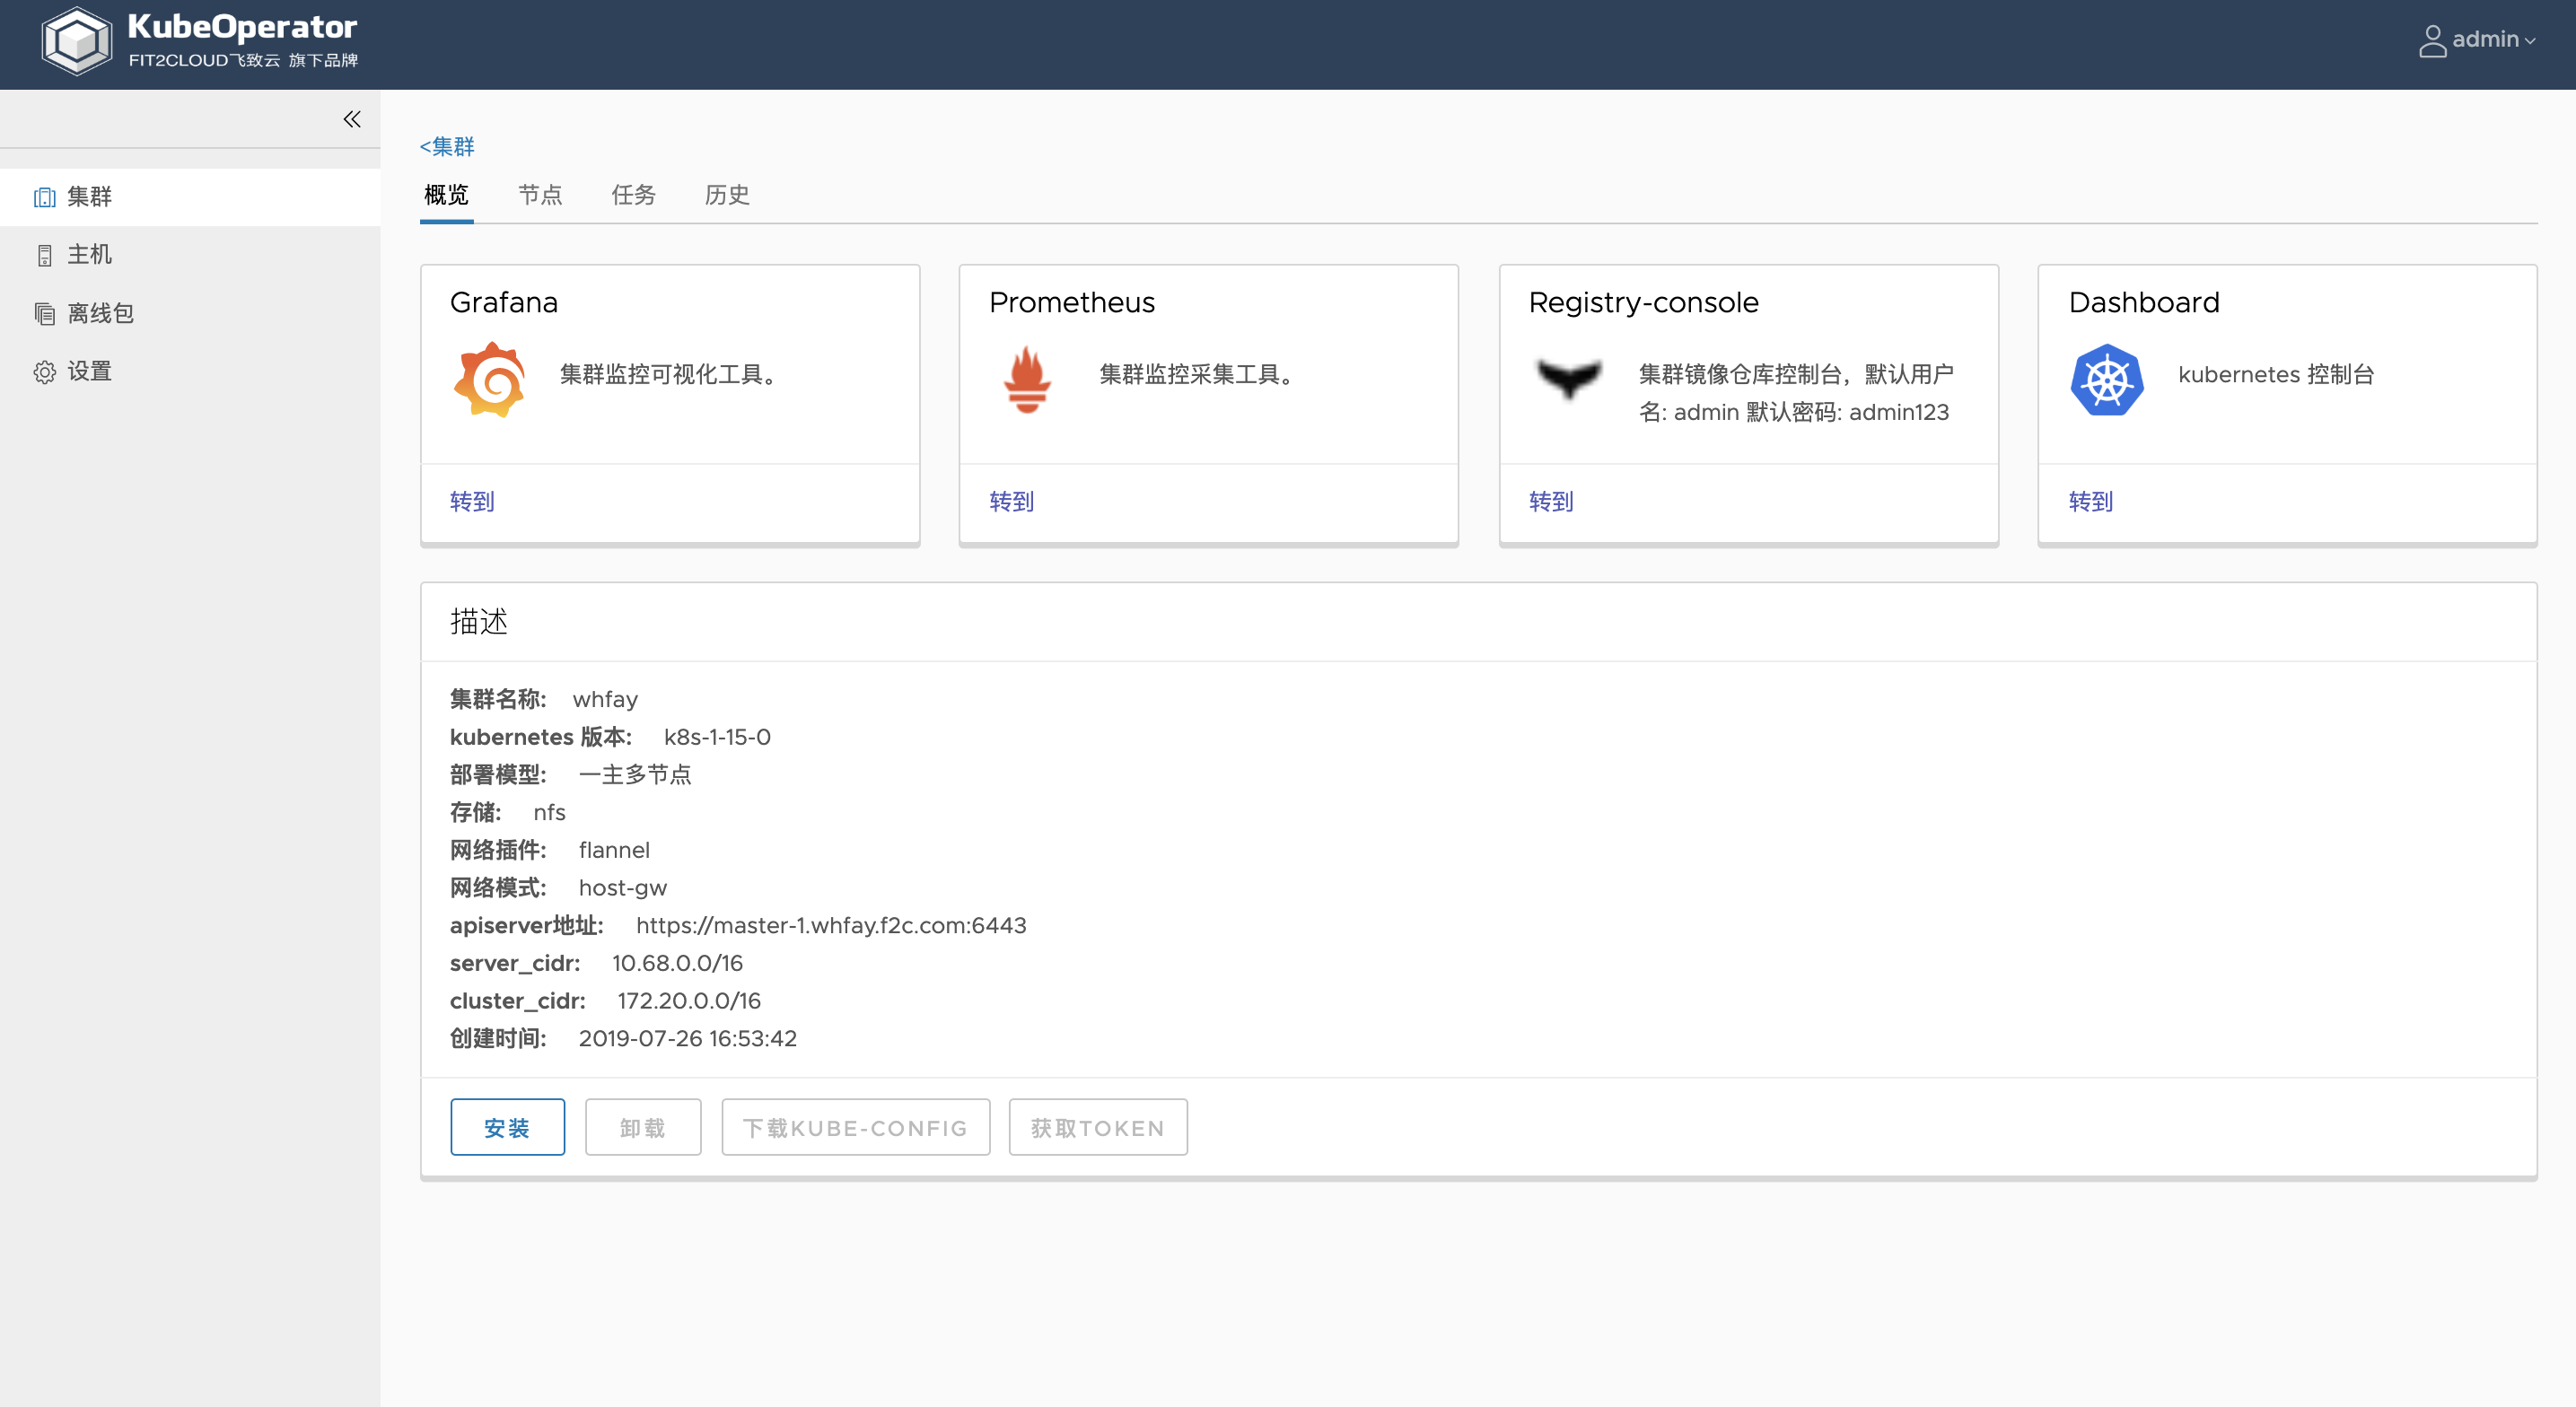 KubeOperator
FIT2CLOUD飞致云 旗下品牌
admin
集群
主机
离线包
设置
<集群
概览 节点 任务 历史
Grafana
集群监控可视化工具。
转到
Prometheus
集群监控采集工具。
转到
Registry-console
集群镜像仓库控制台，默认用户
名: admin 默认密码: admin123
转到
Dashboard
kubernetes 控制台
转到
描述
集群名称: whfay
kubernetes 版本: k8s-1-15-0
部署模型: 一主多节点
存储: nfs
网络插件: flannel
网络模式: host-gw
apiserver地址: https://master-1.whfay.f2c.com:6443
server_cidr: 10.68.0.0/16
cluster_cidr: 172.20.0.0/16
创建时间: 2019-07-26 16:53:42
安装 卸载 下载KUBE-CONFIG 获取TOKEN